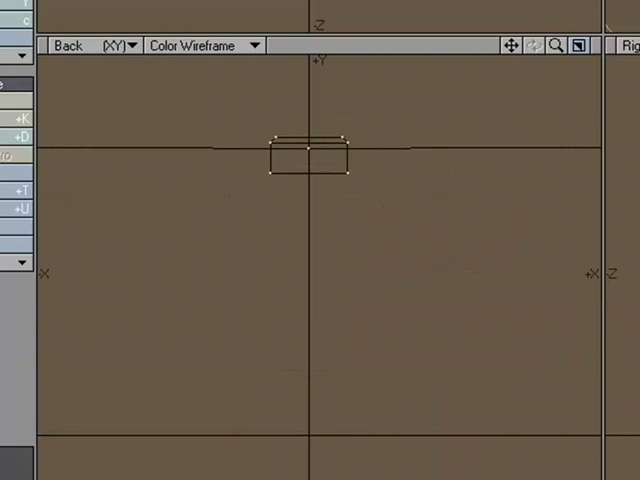 c
-Z
Back (XY) Color Wireframe
Rig
+Y
e
+K
+D
+T
+U
-X
+X
-Z